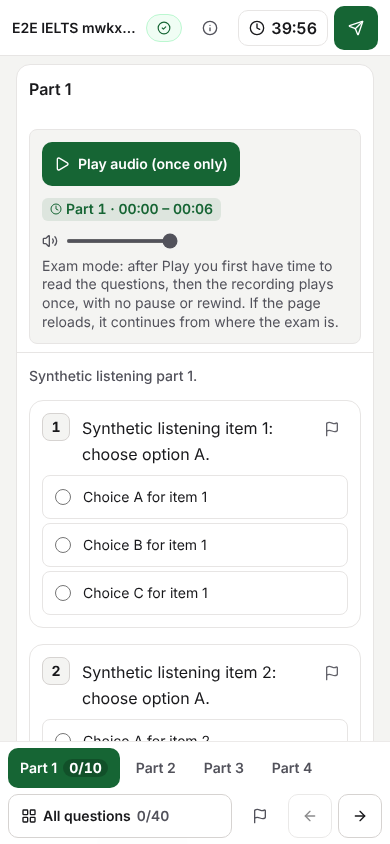 E2E IELTS mwkx...
39:56
Part 1
Play audio (once only)
Part 1 · 00:00 – 00:06
Exam mode: after Play you first have time to
read the questions, then the recording plays
once, with no pause or rewind. If the page
reloads, it continues from where the exam is.
Synthetic listening part 1.
1
Synthetic listening item 1:
choose option A.
Choice A for item 1
Choice B for item 1
Choice C for item 1
2
Synthetic listening item 2:
choose option A.
Choice A for item 2
Part 1 0/10 Part 2 Part 3 Part 4
All questions 0/40